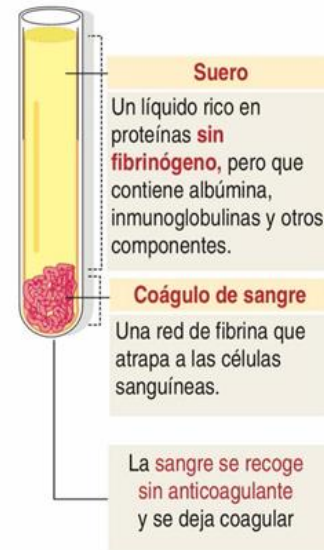 Suero
Un líquido rico en
proteínas sin
fibrinógeno, pero que
contiene albúmina,
inmunoglobulinas y otros
componentes.
Coágulo de sangre
Una red de fibrina que
atrapa a las células
sanguíneas.
La sangre se recoge
sin anticoagulante
y se deja coagular